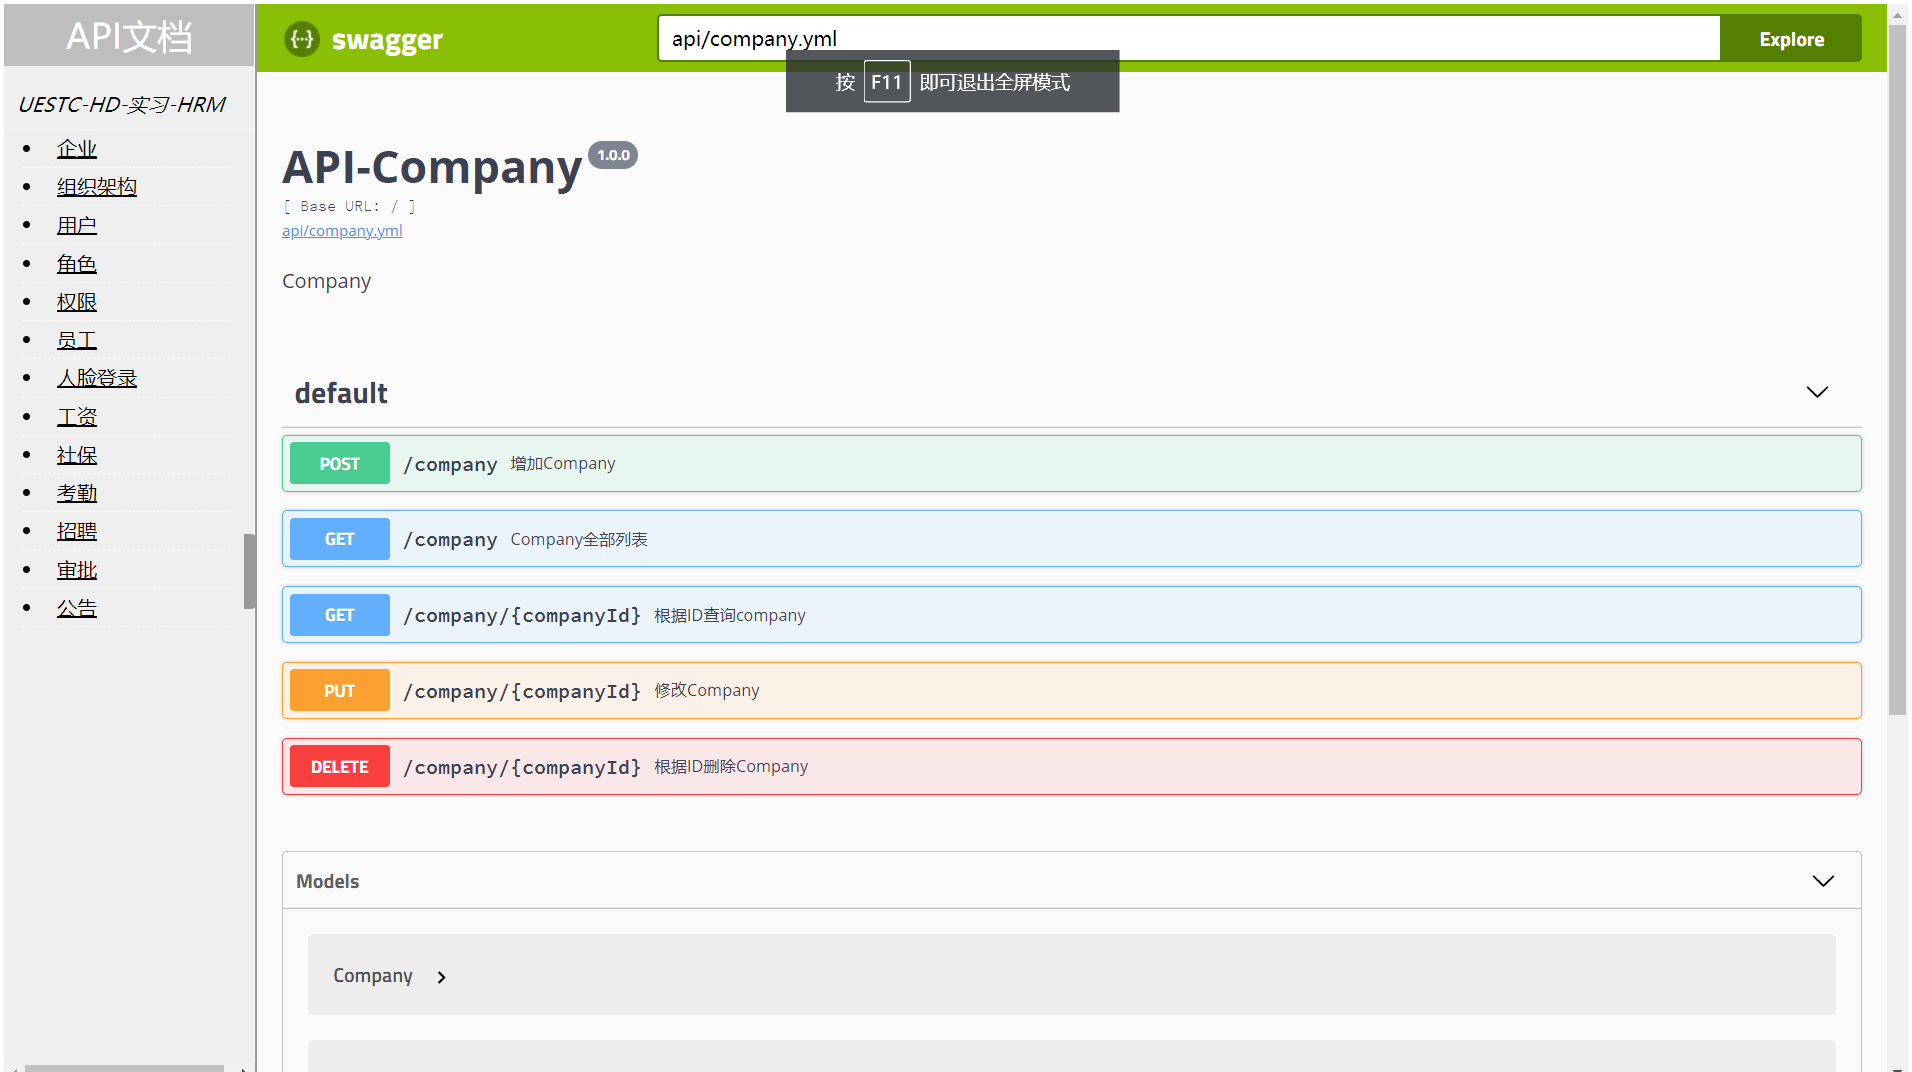 API文档
UESTC-HD-实习-HRM
企业
组织架构
用户
角色
权限
员工
人脸登录
工资
社保
考勤
招聘
审批
公告
swagger
api/company.yml
Explore
按 F11 即可退出全屏模式
API-Company 1.0.0
[ Base URL: / ]
api/company.yml
Company
default
POST /company 增加Company
GET /company Company全部列表
GET /company/{companyId} 根据ID查询company
PUT /company/{companyId} 修改Company
DELETE /company/{companyId} 根据ID删除Company
Models
Company